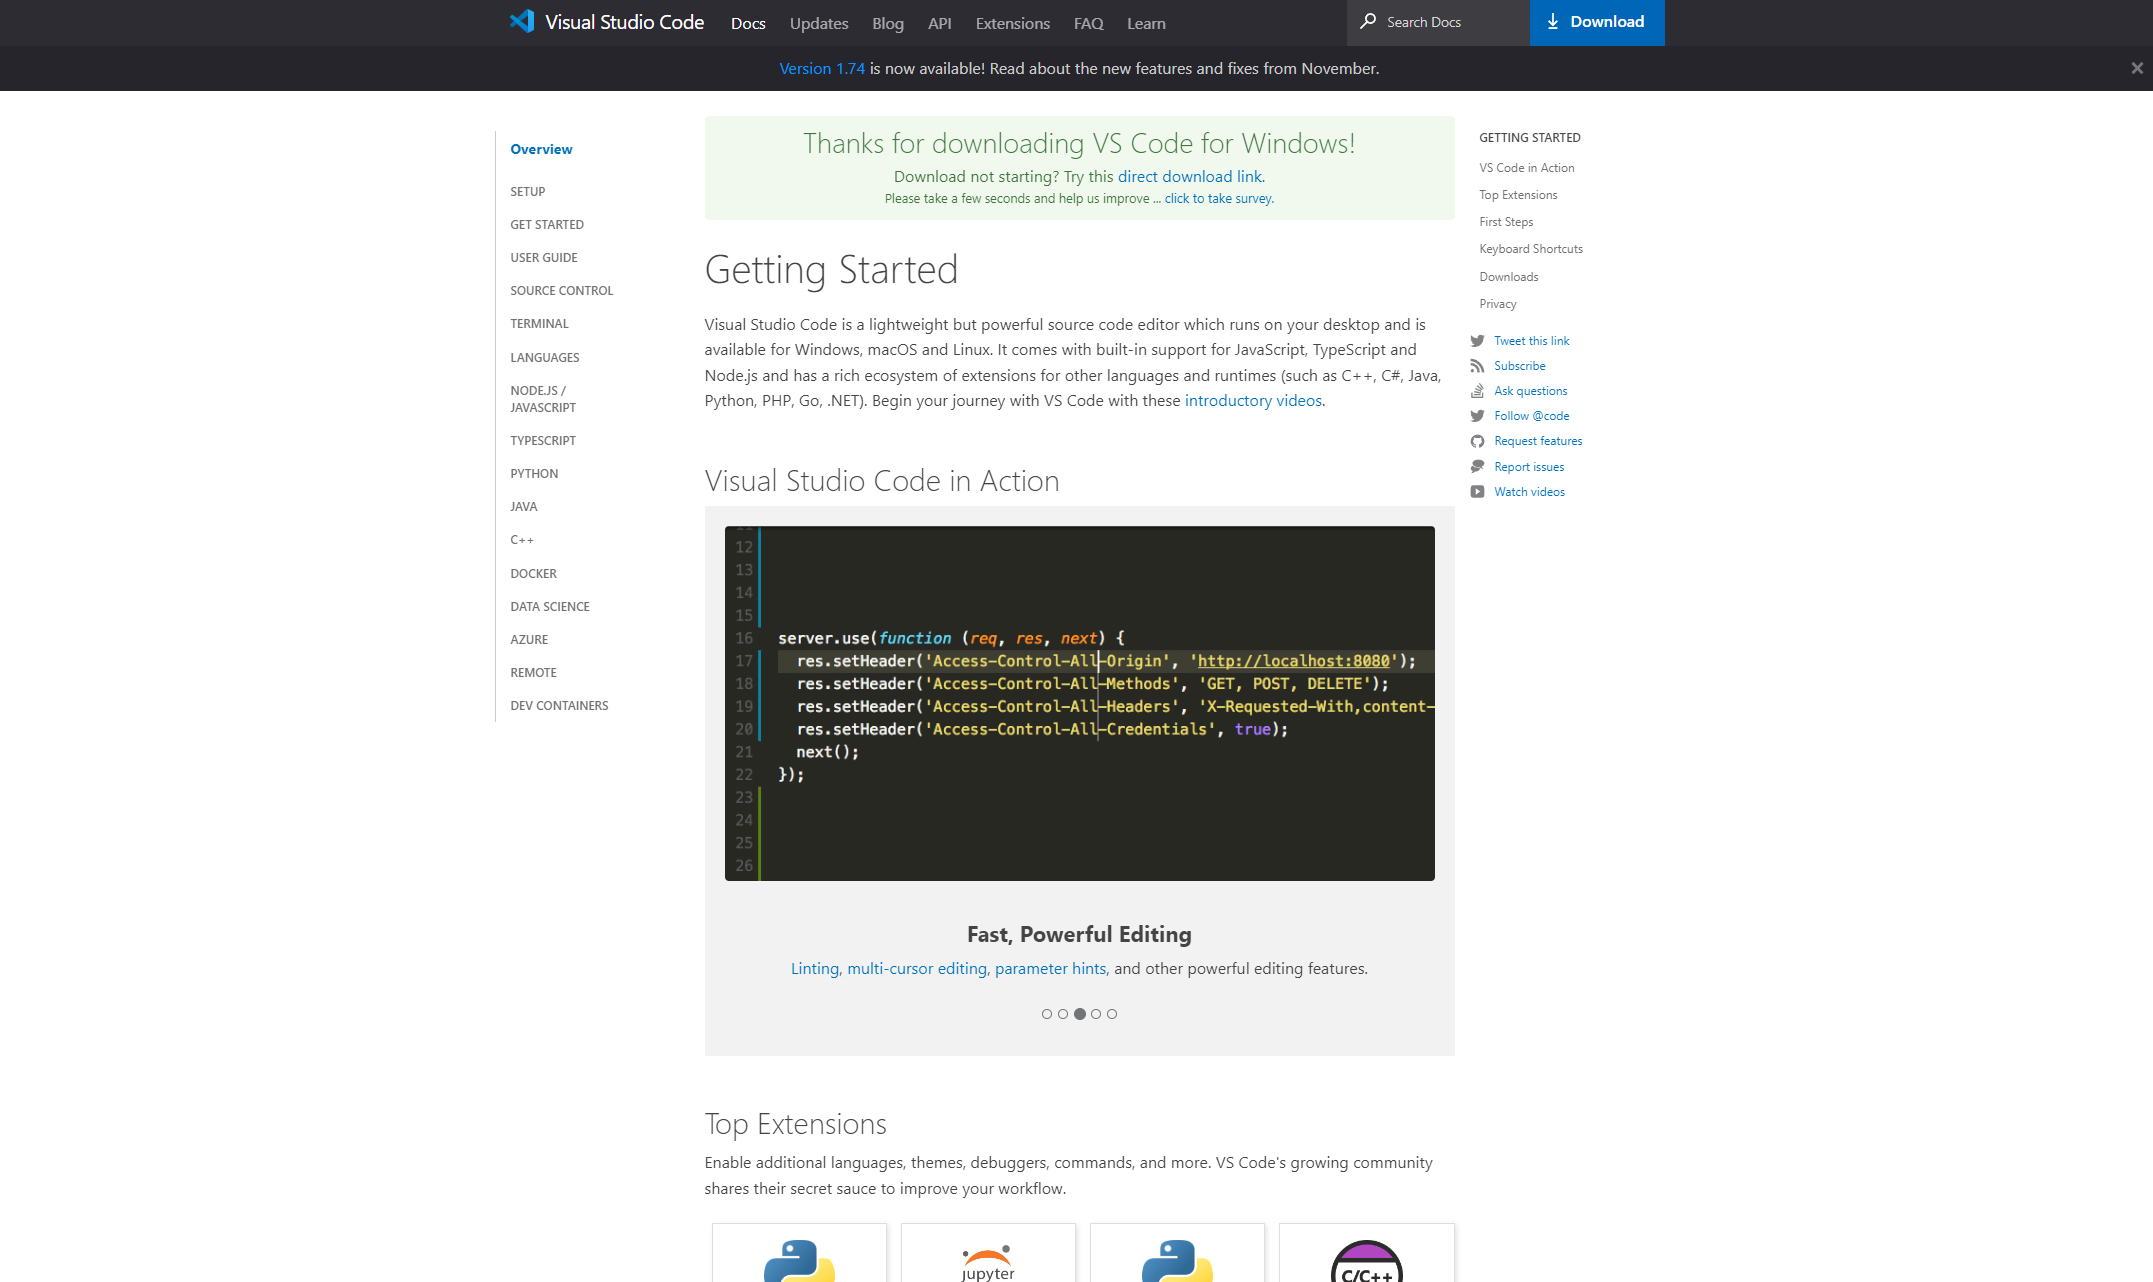 Visual Studio Code
Docs
Updates
Blog
API
Extensions
FAQ
Learn
Search Docs
Download
Version 1.74 is now available! Read about the new features and fixes from November.
Overview
SETUP
GET STARTED
USER GUIDE
SOURCE CONTROL
TERMINAL
LANGUAGES
NODE.JS /
JAVASCRIPT
TYPESCRIPT
PYTHON
JAVA
C++
DOCKER
DATA SCIENCE
AZURE
REMOTE
DEV CONTAINERS
Thanks for downloading VS Code for Windows!
Download not starting? Try this direct download link.
Please take a few seconds and help us improve ... click to take survey.
Getting Started
Visual Studio Code is a lightweight but powerful source code editor which runs on your desktop and is
available for Windows, macOS and Linux. It comes with built-in support for JavaScript, TypeScript and
Node.js and has a rich ecosystem of extensions for other languages and runtimes (such as C++, C#, Java,
Python, PHP, Go, .NET). Begin your journey with VS Code with these introductory videos.
Visual Studio Code in Action
12
13
14
15
16 server.use(function (req, res, next) {
17 res.setHeader('Access-Control-All-Origin', 'http://localhost:8080');
18 res.setHeader('Access-Control-All-Methods', 'GET, POST, DELETE');
19 res.setHeader('Access-Control-All-Headers', 'X-Requested-With,content-
20 res.setHeader('Access-Control-All-Credentials', true);
21 next();
22 });
23
24
25
26
Fast, Powerful Editing
Linting, multi-cursor editing, parameter hints, and other powerful editing features.
Top Extensions
Enable additional languages, themes, debuggers, commands, and more. VS Code's growing community
shares their secret sauce to improve your workflow.
jupyter
C/C++
GETTING STARTED
VS Code in Action
Top Extensions
First Steps
Keyboard Shortcuts
Downloads
Privacy
Tweet this link
Subscribe
Ask questions
Follow @code
Request features
Report issues
Watch videos